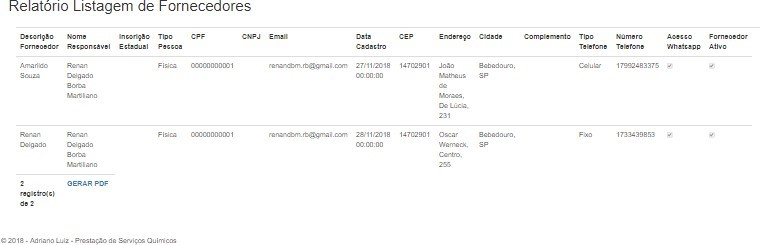 Relatório Listagem de Fornecedores
Descrição Fornecedor Nome Responsável Inscrição Estadual Tipo Pessoa CPF CNPJ Email Data Cadastro CEP Endereço Cidade Complemento Tipo Telefone Número Telefone Acesso Whatsapp Fornecedor Ativo
Amarildo Souza Renan Delgado Borba Martiliano Física 00000000001 renandbm.rb@gmail.com 27/11/2018 00:00:00 14702901 João Matheus de Moraes, De Lúcia, 231 Bebedouro, SP Celular 17992483375
Renan Delgado Renan Delgado Borba Martiliano Física 00000000001 renandbm.rb@gmail.com 28/11/2018 00:00:00 14702901 Oscar Werneck, Centro, 255 Bebedouro, SP Fixo 1733439853
2 registro(s) de 2 GERAR PDF
© 2018 - Adriano Luiz - Prestação de Serviços Químicos